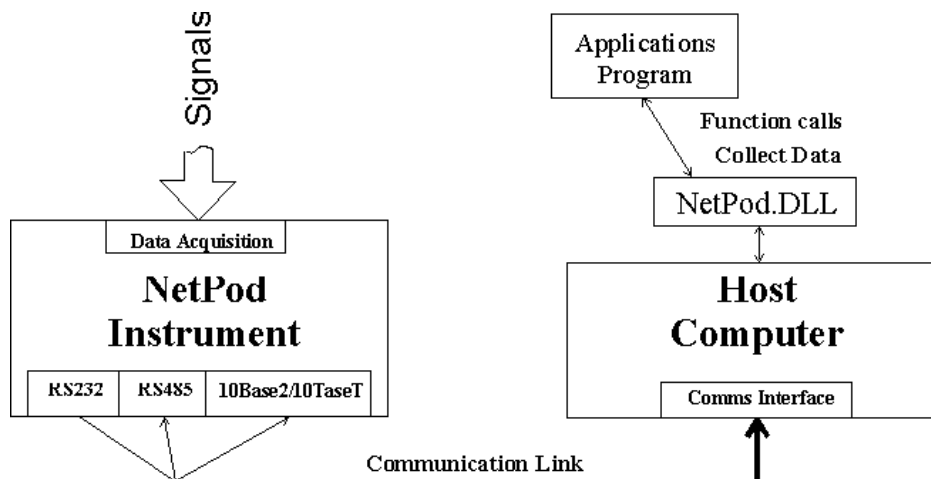 Signals
Data Acquisition
NetPod
Instrument
RS232
RS485
10Base2/10TaseT
Applications
Program
Function calls
Collect Data
NetPod.DLL
Host
Computer
Comms Interface
Communication Link